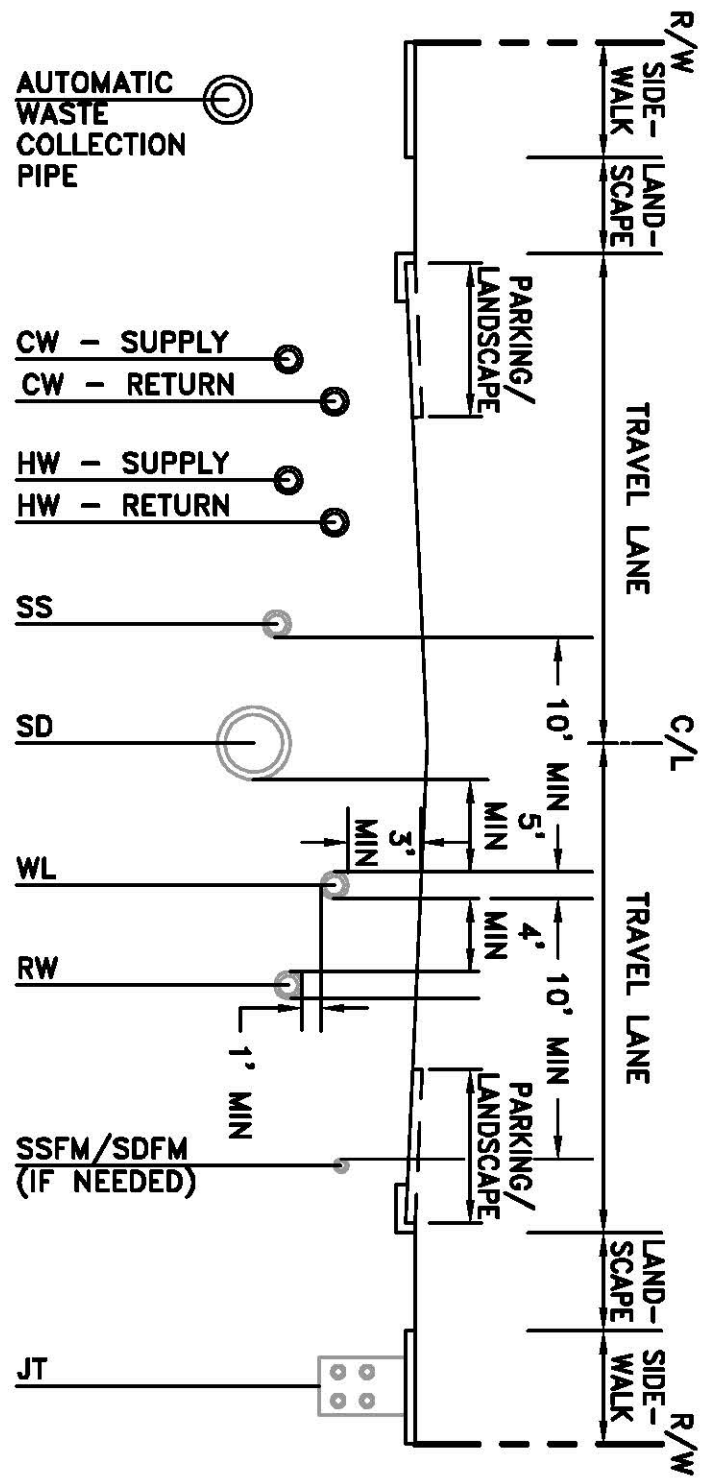 R/W
SIDE-
WALK
LAND-
SCAPE
TRAVEL LANE
C/L
TRAVEL LANE
LAND-
SCAPE
SIDE-
WALK
R/W
PARKING/
LANDSCAPE
10' MIN
5'
MIN
3'
MIN
4'
MIN
10' MIN
1' MIN
PARKING/
LANDSCAPE
AUTOMATIC
WASTE
COLLECTION
PIPE
CW - SUPPLY
CW - RETURN
HW - SUPPLY
HW - RETURN
SS
SD
WL
RW
SSFM/SDFM
(IF NEEDED)
JT